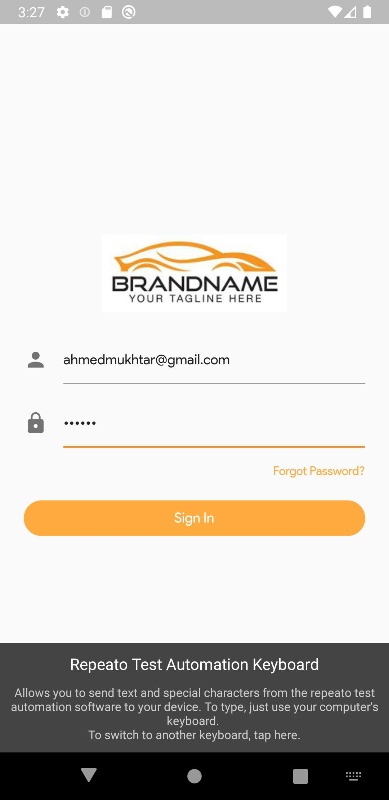 3:27
BRANDNAME
YOUR TAGLINE HERE
ahmedmukhtar@gmail.com
••••••
Forgot Password?
Sign In
Repeato Test Automation Keyboard
Allows you to send text and special characters from the repeato test
automation software to your device. To type, just use your computer's
keyboard.
To switch to another keyboard, tap here.